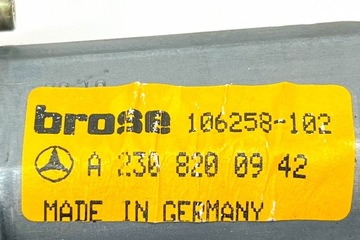 brose 106258-102
A 230 820 09 42
MADE IN GERMANY